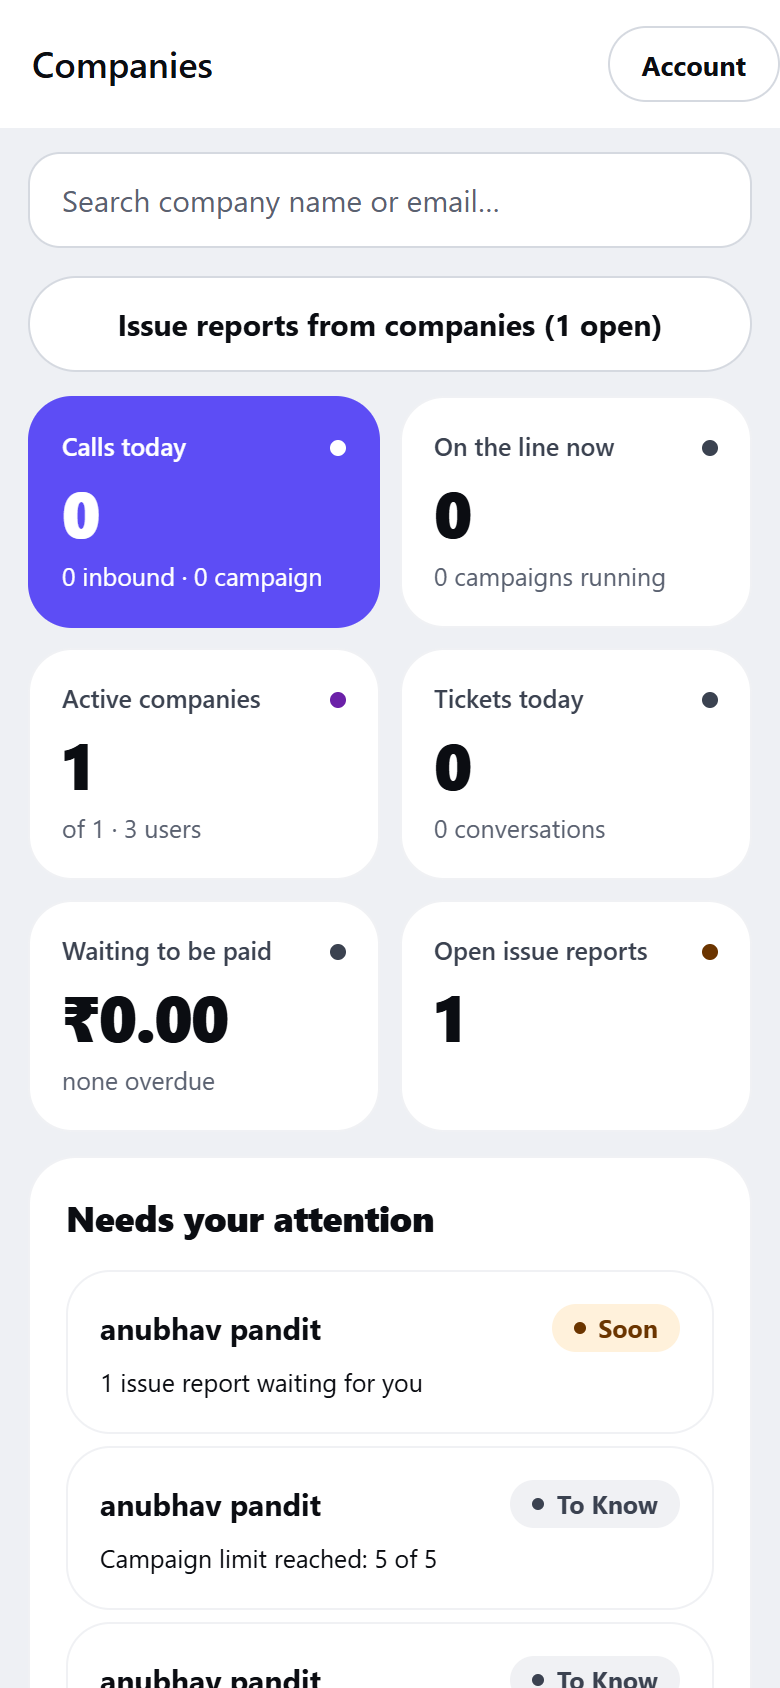 Companies
Account
Search company name or email...
Issue reports from companies (1 open)
Calls today
0
0 inbound · 0 campaign
On the line now
0
0 campaigns running
Active companies
1
of 1 · 3 users
Tickets today
0
0 conversations
Waiting to be paid
₹0.00
none overdue
Open issue reports
1
Needs your attention
anubhav pandit
Soon
1 issue report waiting for you
anubhav pandit
To Know
Campaign limit reached: 5 of 5
anubhav pandit
To Know